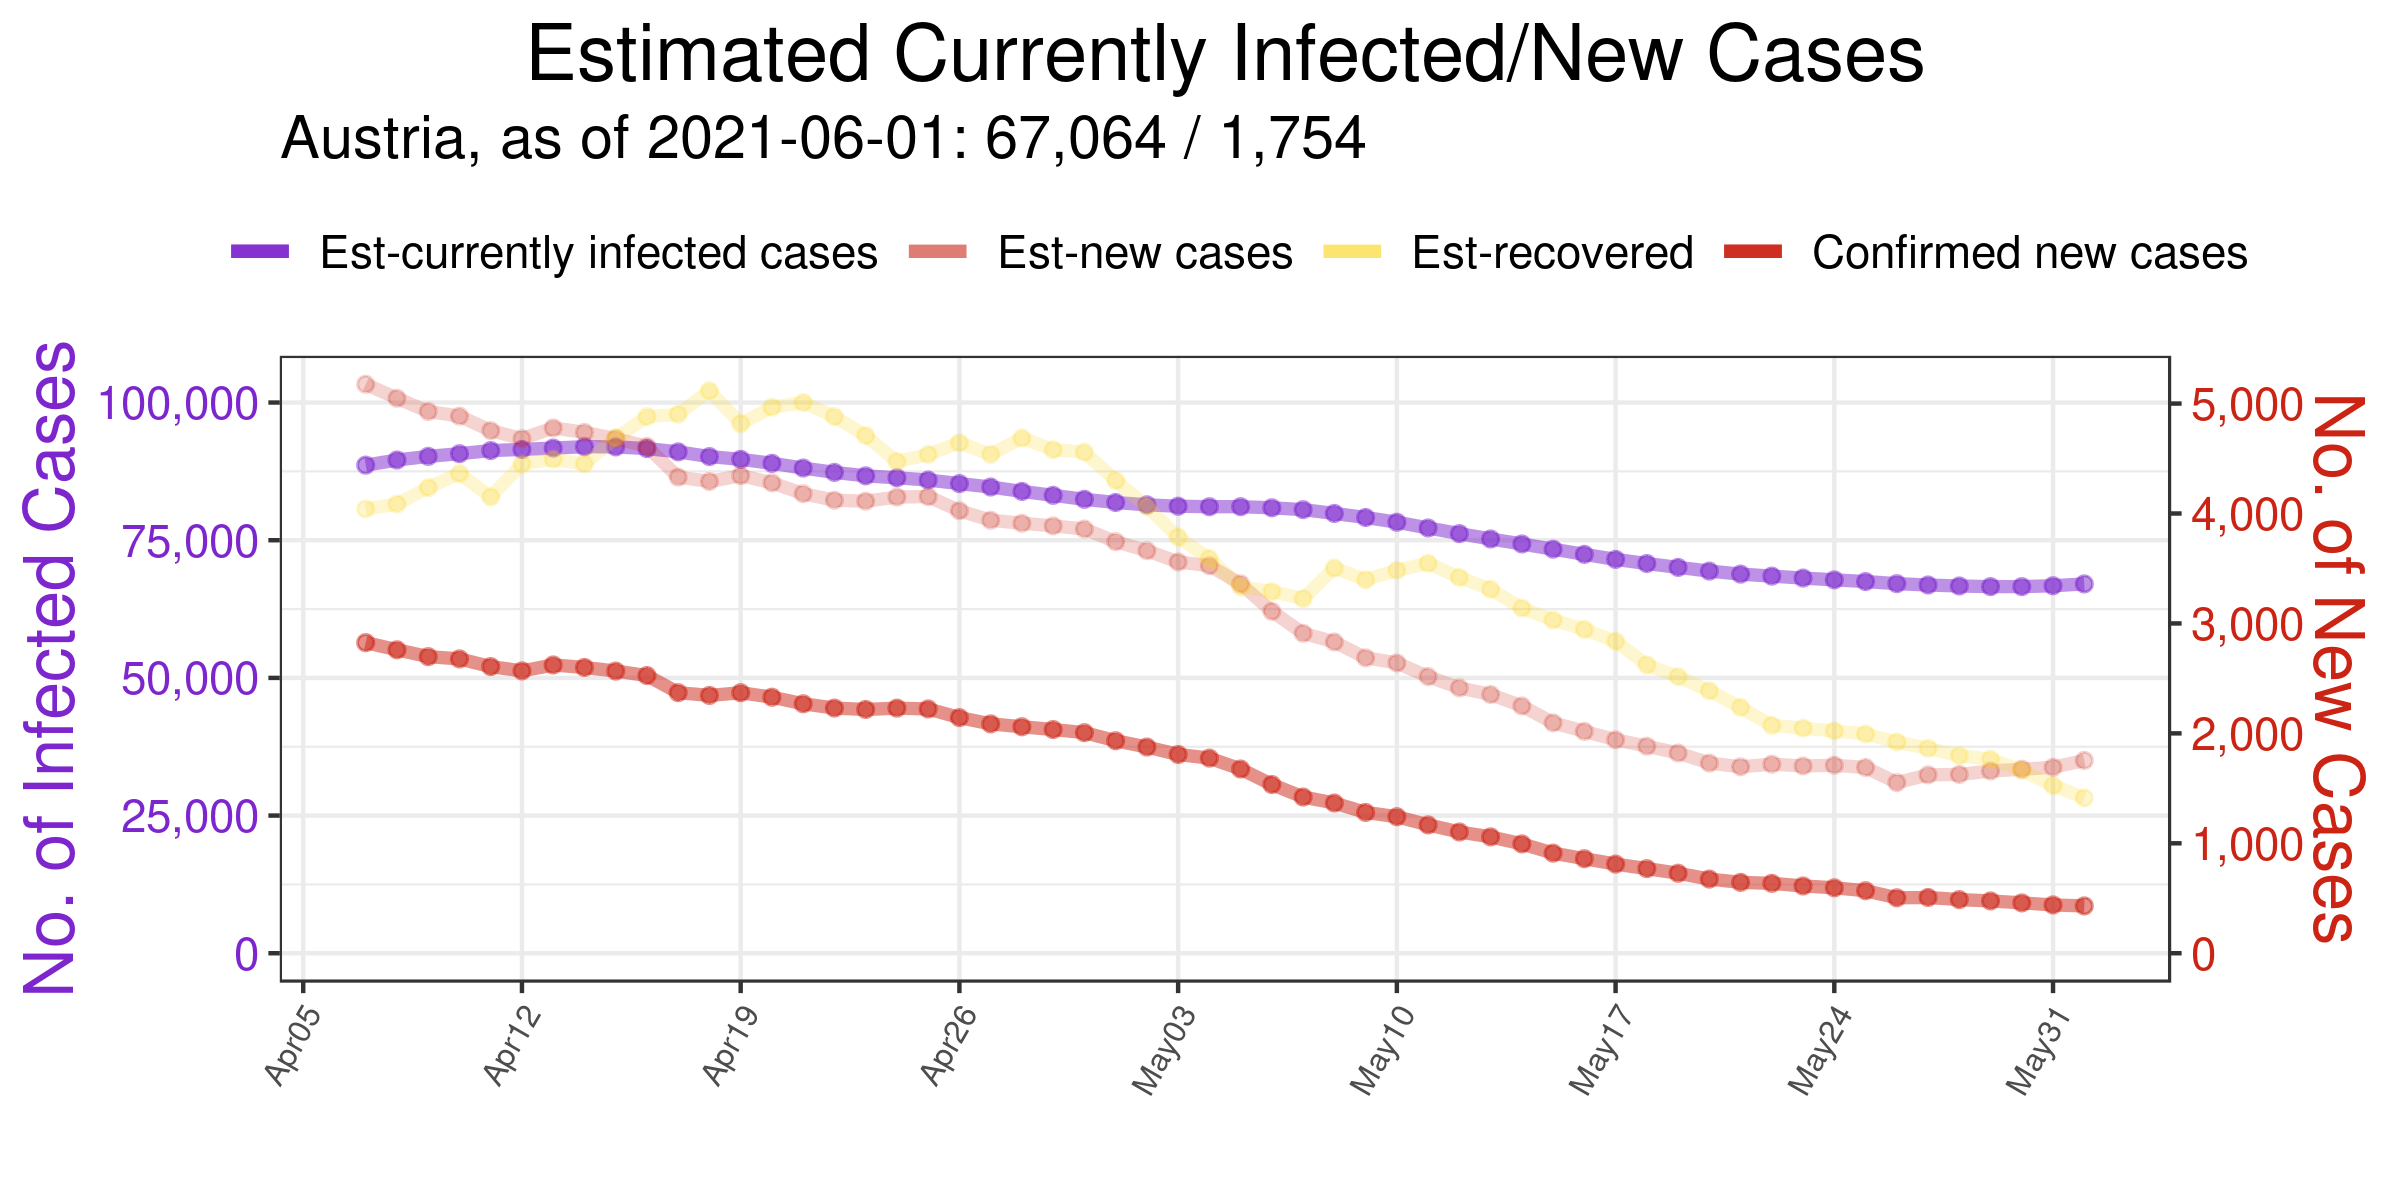 Estimated Currently Infected/New Cases
Austria, as of 2021-06-01: 67,064 / 1,754
Est-currently infected cases Est-new cases Est-recovered Confirmed new cases
No. of Infected Cases
100,000
75,000
50,000
25,000
0
5,000
4,000
3,000
2,000
1,000
0
No. of New Cases
Apr05 Apr12 Apr19 Apr26 May03 May10 May17 May24 May31